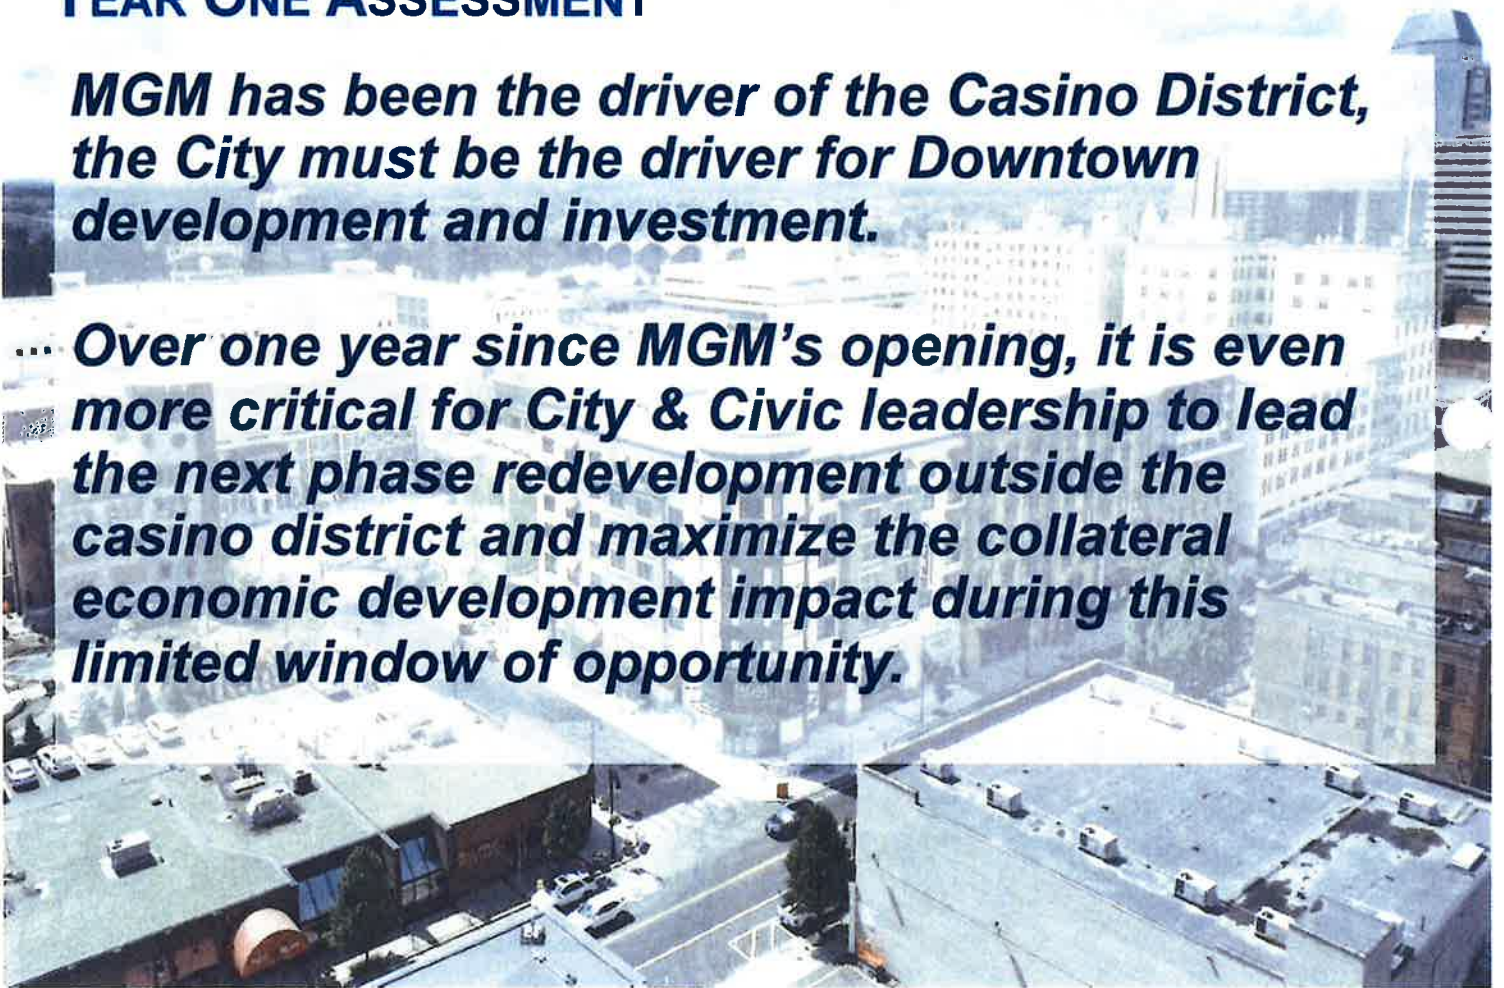 YEAR ONE ASSESSMENT
MGM has been the driver of the Casino District,
the City must be the driver for Downtown
development and investment.
Over one year since MGM's opening, it is even
more critical for City & Civic leadership to lead
the next phase redevelopment outside the
casino district and maximize the collateral
economic development impact during this
limited window of opportunity.